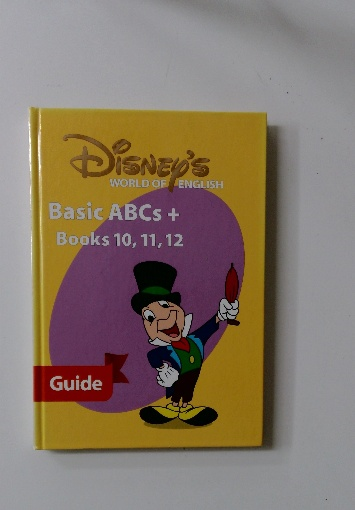 Disney's
WORLD OF ENGLISH
Basic ABCs +
Books 10, 11, 12
Guide